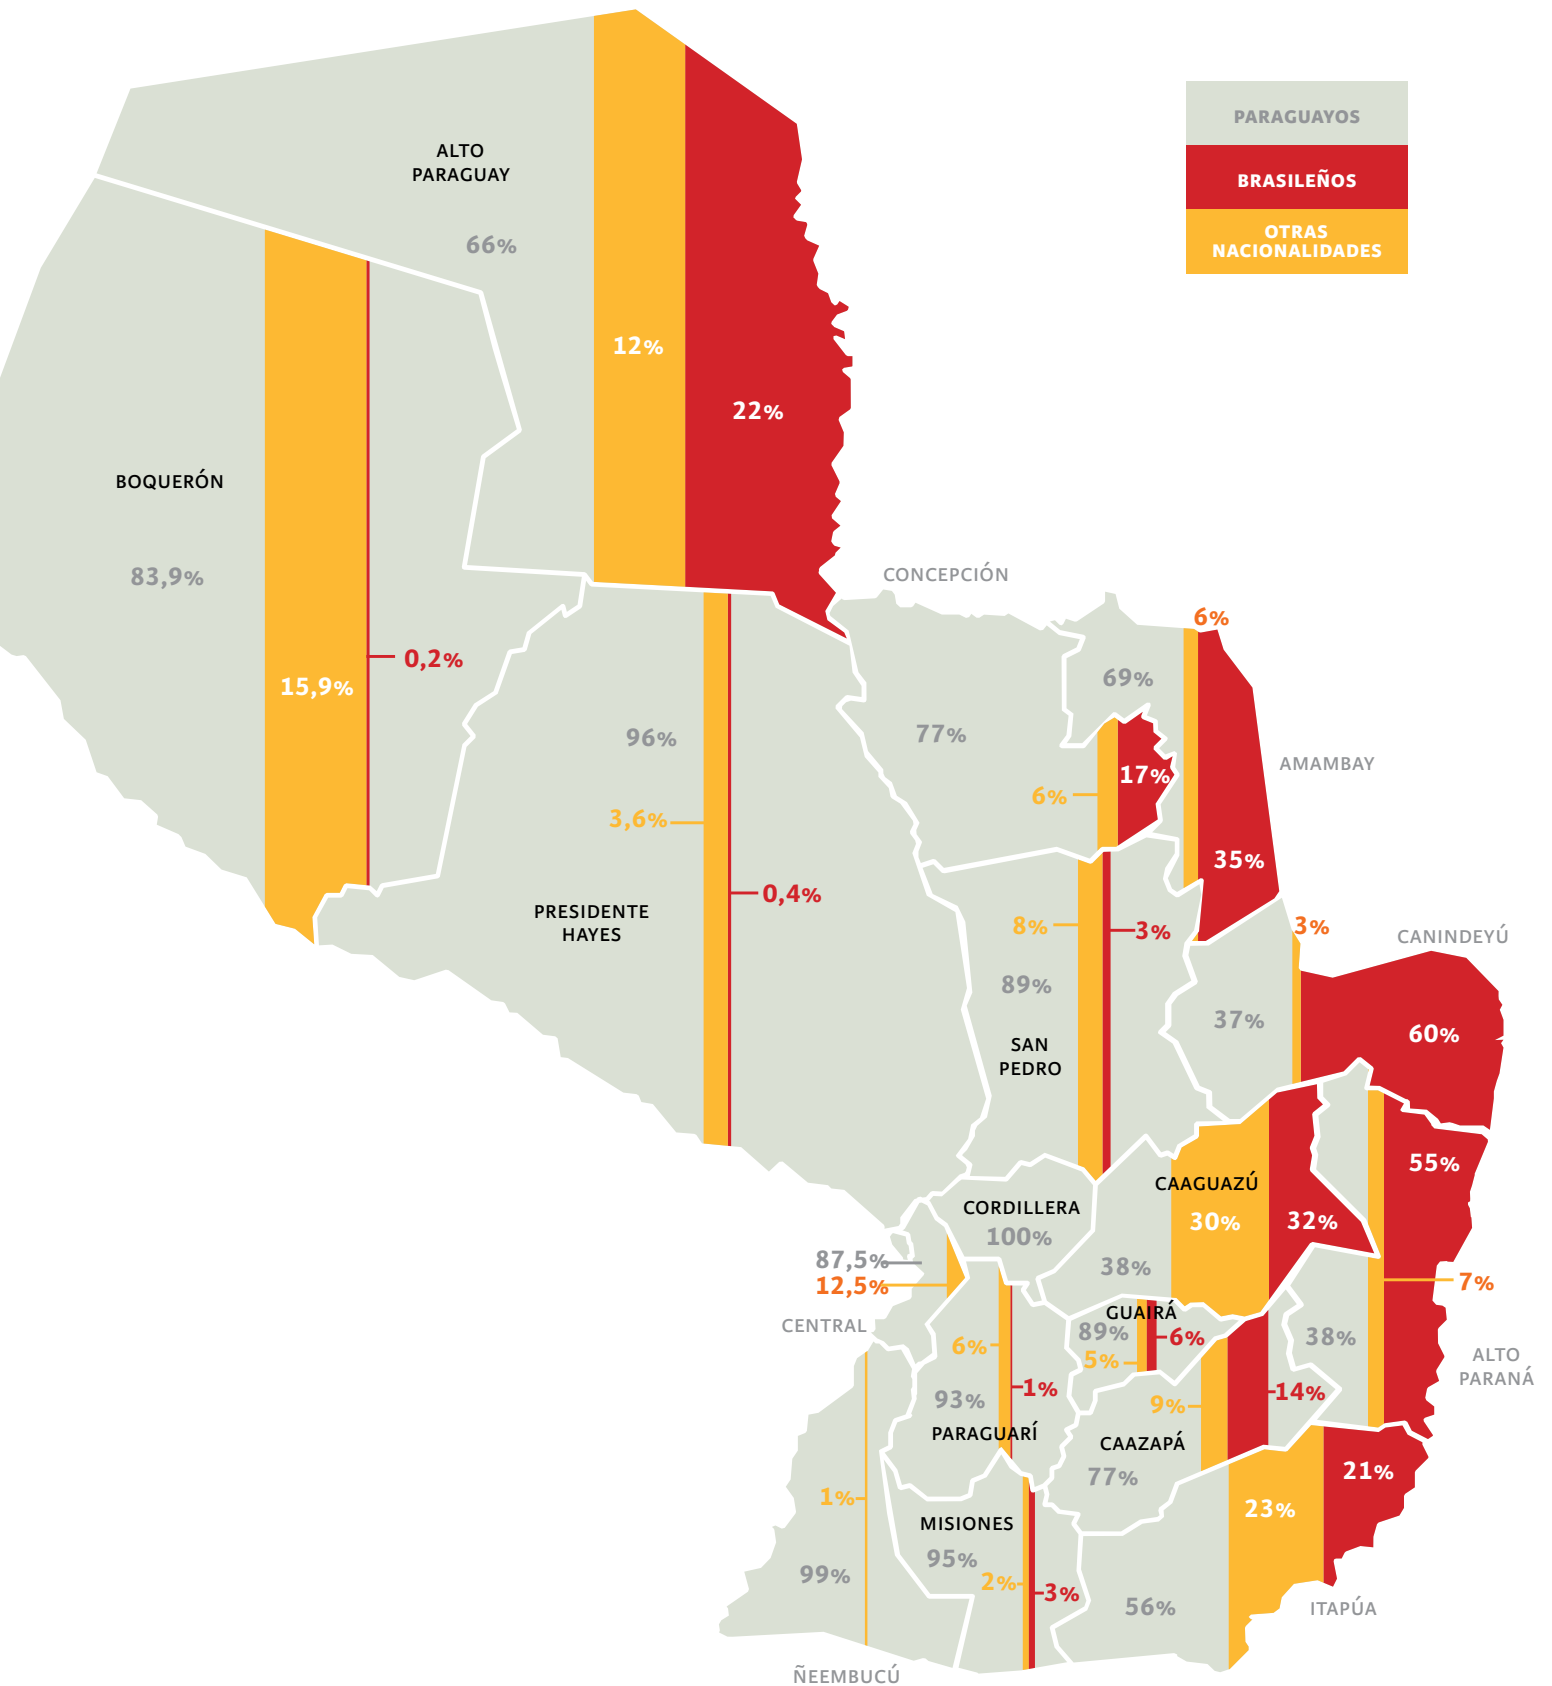 PARAGUAYOS
BRASILEÑOS
OTRAS
NACIONALIDADES
ALTO
PARAGUAY
66%
12%
22%
BOQUERÓN
83,9%
15,9%
0,2%
CONCEPCIÓN
77%
6%
17%
69%
6%
35%
AMAMBAY
96%
3,6%
0,4%
PRESIDENTE
HAYES
8%
3%
89%
SAN
PEDRO
3%
CANINDEYÚ
37%
60%
CAAGUAZÚ
30%
32%
38%
55%
7%
38%
ALTO
PARANÁ
CORDILLERA
100%
87,5%
12,5%
CENTRAL
GUAIRÁ
89%
6%
5%
6%
1%
93%
PARAGUARÍ
9%
14%
CAAZAPÁ
77%
21%
23%
56%
ITAPÚA
1%
99%
ÑEEMBUCÚ
MISIONES
95%
2%
3%